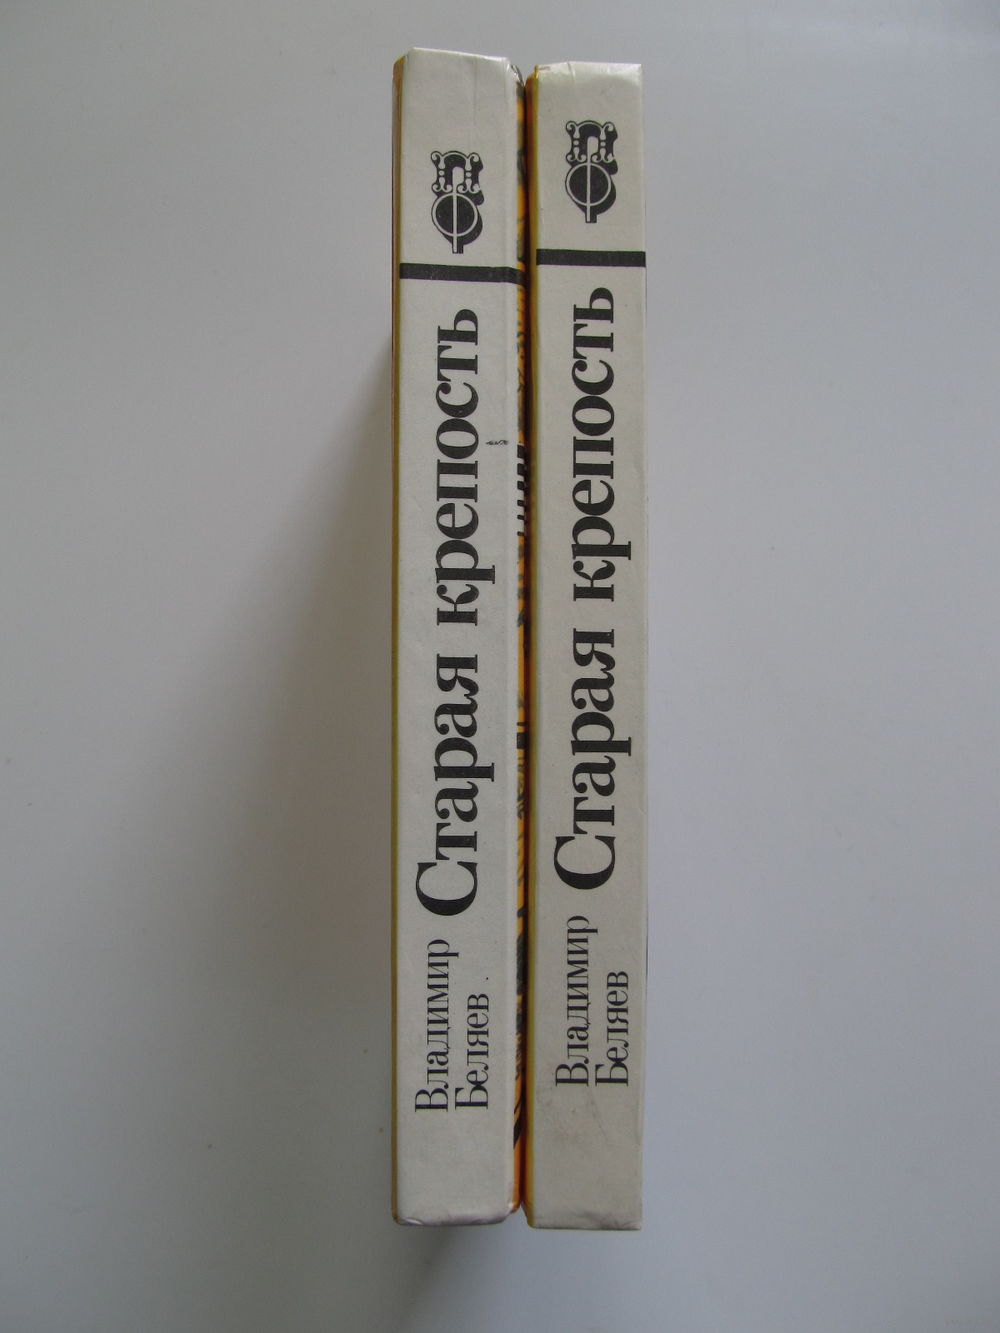 Владимир
Беляев
Старая крепость
Владимир
Беляев
Старая крепость